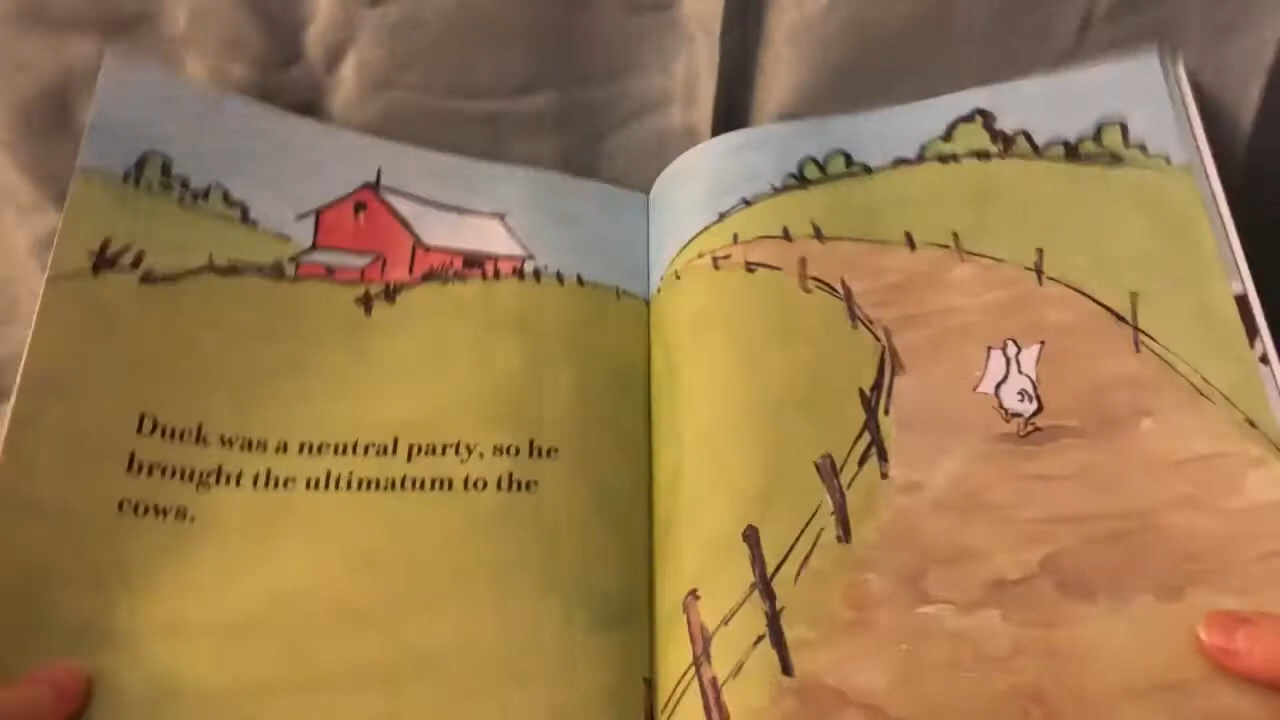 Duck was a neutral party, so he
brought the ultimatum to the
cows.